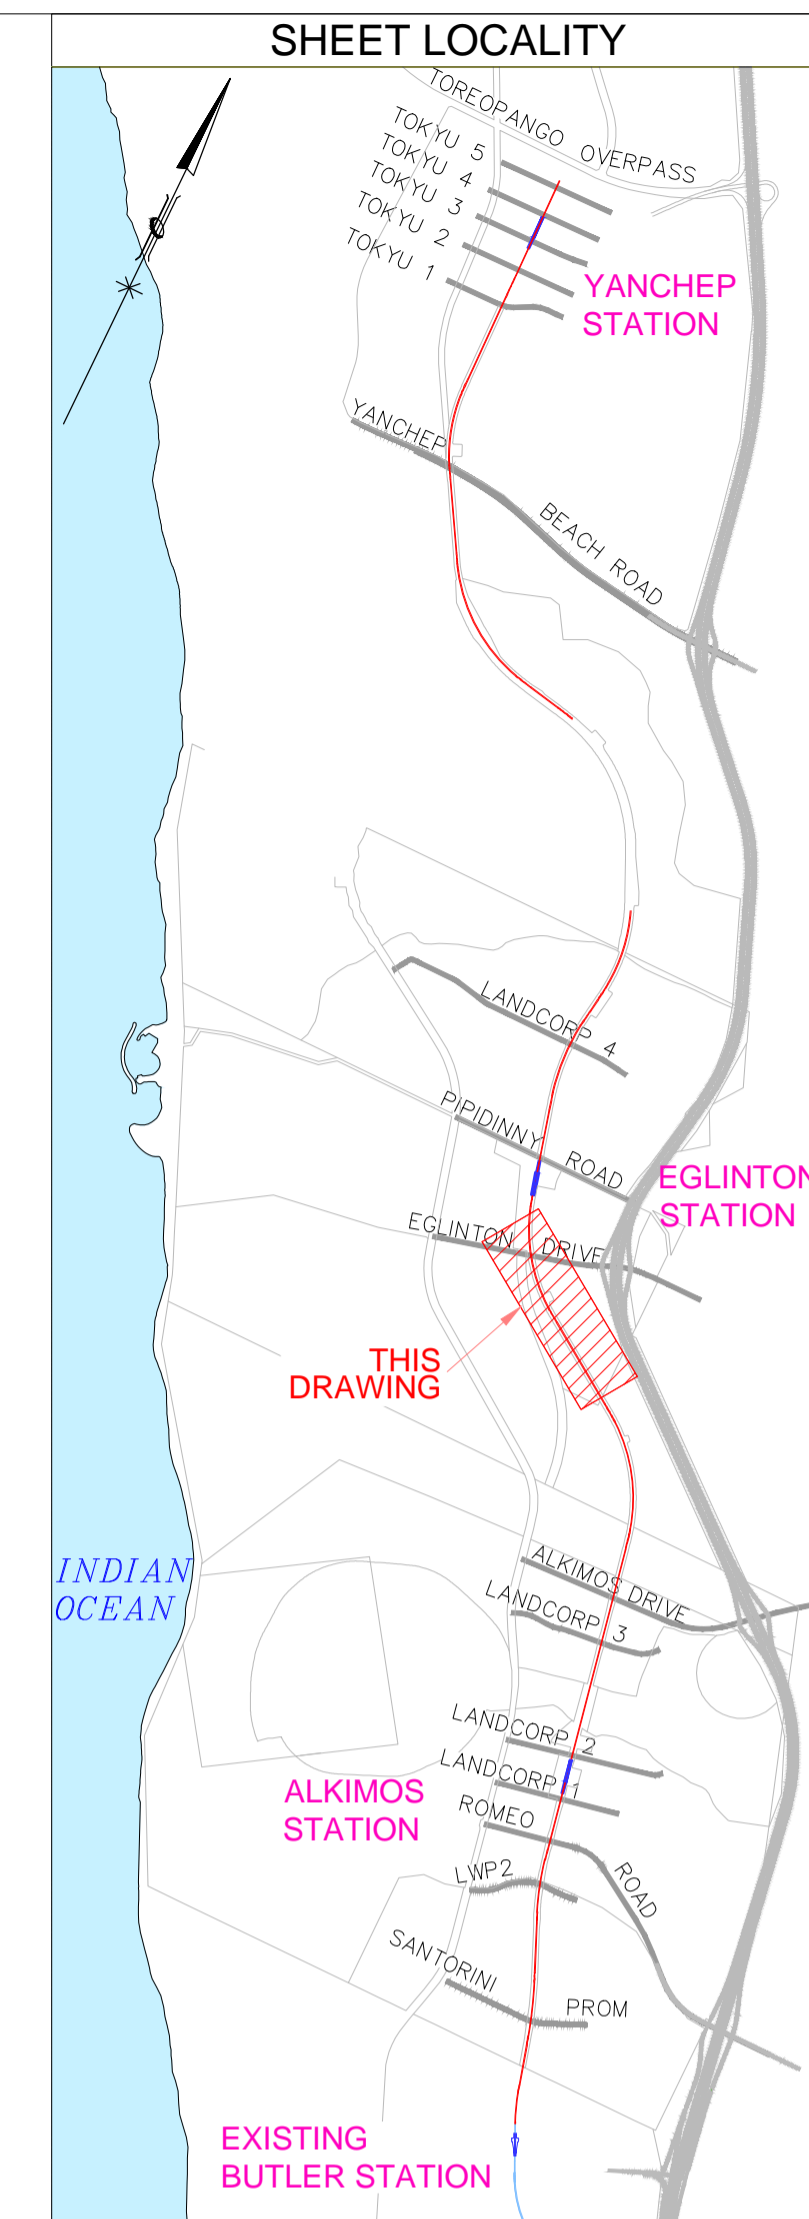 SHEET LOCALITY
TOREOPANGO OVERPASS
TOKYU 5
TOKYU 4
TOKYU 3
TOKYU 2
TOKYU 1
YANCHEP
STATION
YANCHEP BEACH ROAD
LANDCORP 4
PIPIDINNY ROAD
EGLINTON
STATION
EGLINTON DRIVE
THIS
DRAWING
INDIAN
OCEAN
ALKIMOS DRIVE
LANDCORP 3
LANDCORP 2
LANDCORP 1
ALKIMOS
STATION
ROMEO ROAD
LWP2
SANTORINI PROM
EXISTING
BUTLER STATION